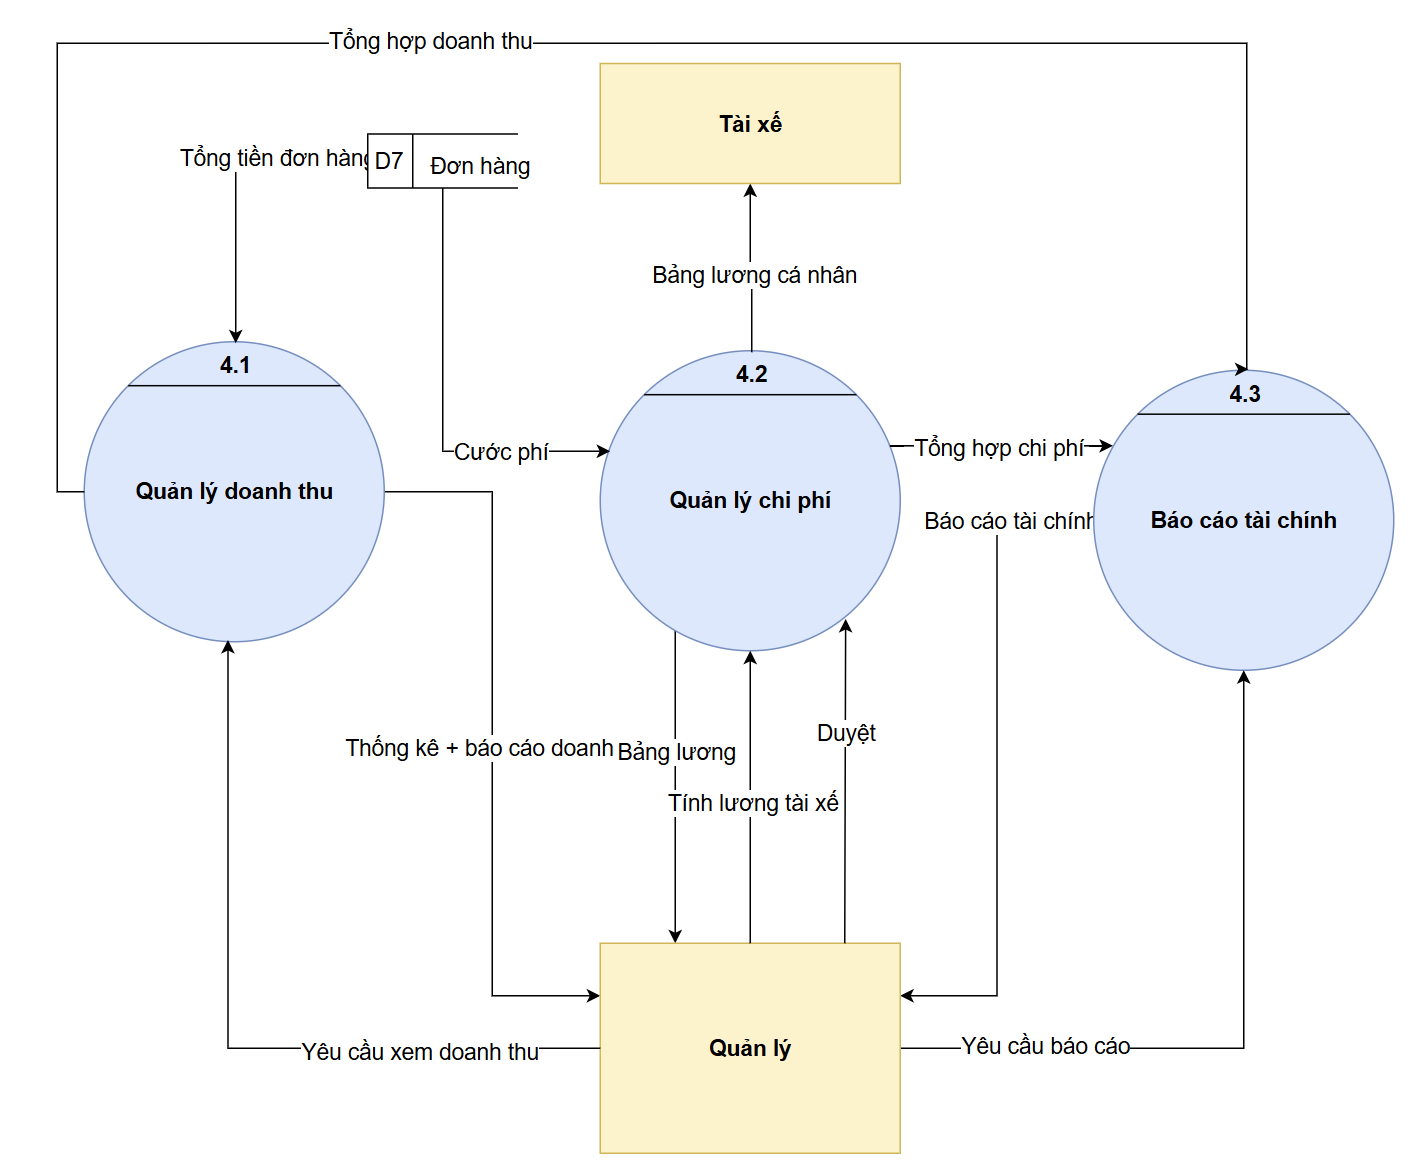 Tổng hợp doanh thu
Tài xế
Tổng tiền đơn hàng
D7
Đơn hàng
Bảng lương cá nhân
4.1
4.2
4.3
Cước phí
Tổng hợp chi phí
Quản lý doanh thu
Quản lý chi phí
Báo cáo tài chính
Báo cáo tài chính
Duyệt
Thống kê + báo cáo doanh
Bảng lương
Tính lương tài xế
Yêu cầu xem doanh thu
Quản lý
Yêu cầu báo cáo